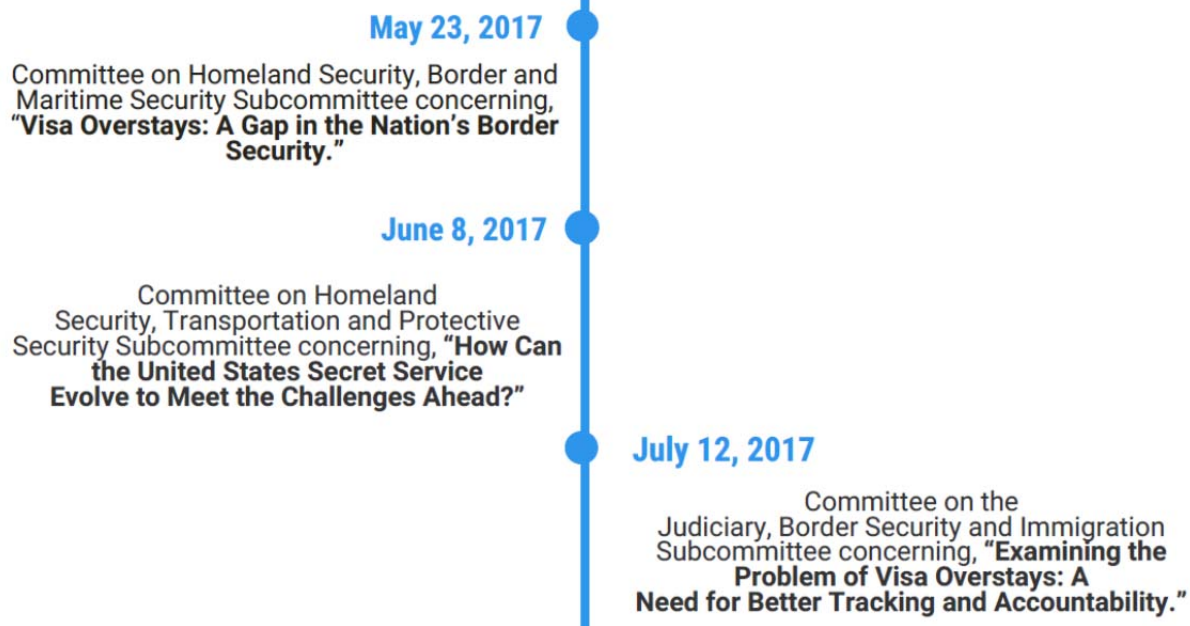 May 23, 2017
Committee on Homeland Security, Border and
Maritime Security Subcommittee concerning,
“Visa Overstays: A Gap in the Nation’s Border
Security.”
June 8, 2017
Committee on Homeland
Security, Transportation and Protective
Security Subcommittee concerning, “How Can
the United States Secret Service
Evolve to Meet the Challenges Ahead?”
July 12, 2017
Committee on the
Judiciary, Border Security and Immigration
Subcommittee concerning, “Examining the
Problem of Visa Overstays: A
Need for Better Tracking and Accountability.”